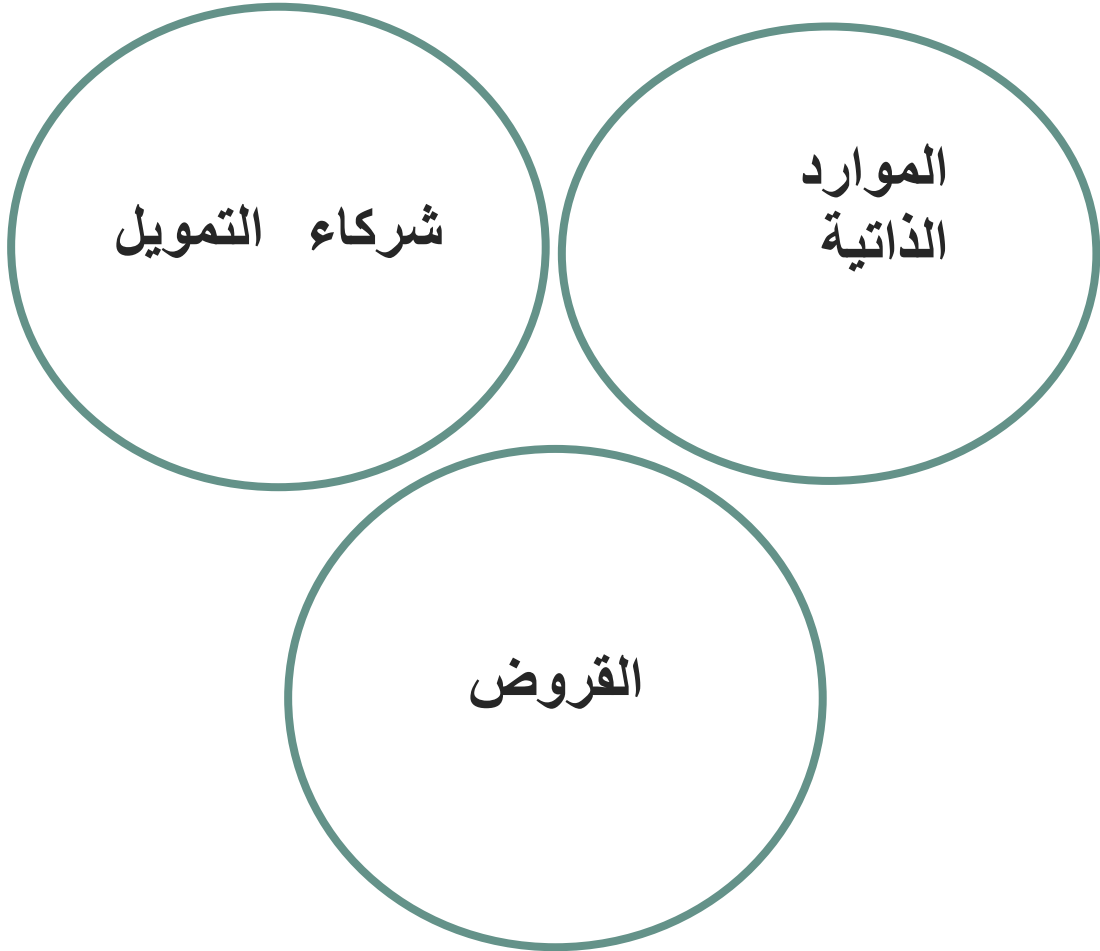 الموارد
الذاتية
شركاء التمويل
القروض